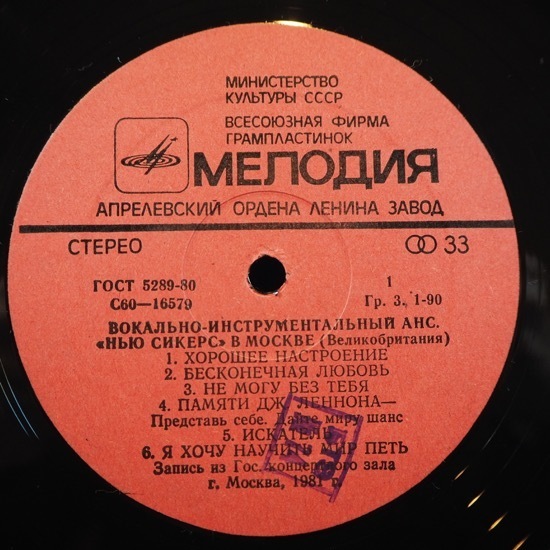 МИНИСТЕРСТВО
КУЛЬТУРЫ СССР
ВСЕСОЮЗНАЯ ФИРМА
ГРАМПЛАСТИНОК
МЕЛОДИЯ
АПРЕЛЕВСКИЙ ОРДЕНА ЛЕНИНА ЗАВОД
СТЕРЕО 33
ГОСТ 5289-80 1
С60—16579 Гр. 3. 1-90
ВОКАЛЬНО-ИНСТРУМЕНТАЛЬНЫЙ АНС.
«НЬЮ СИКЕРС» В МОСКВЕ (Великобритания)
1. ХОРОШЕЕ НАСТРОЕНИЕ
2. БЕСКОНЕЧНАЯ ЛЮБОВЬ
3. НЕ МОГУ БЕЗ ТЕБЯ
4. ПАМЯТИ ДЖ. ЛЕННОНА—
Представь себе. Дайте миру шанс
5. ИСКАТЕЛЬ
6. Я ХОЧУ НАУЧИТЬ МИР ПЕТЬ
Запись из Гос. концертного зала
г. Москва, 1981 г.